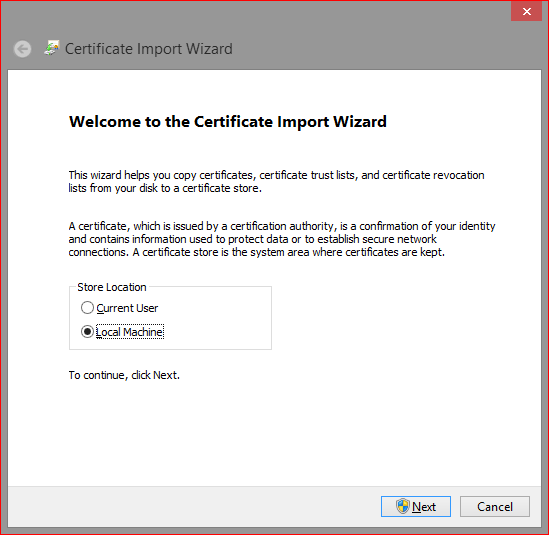 Certificate Import Wizard
Welcome to the Certificate Import Wizard
This wizard helps you copy certificates, certificate trust lists, and certificate revocation
lists from your disk to a certificate store.
A certificate, which is issued by a certification authority, is a confirmation of your identity
and contains information used to protect data or to establish secure network
connections. A certificate store is the system area where certificates are kept.
Store Location
Current User
Local Machine
To continue, click Next.
Next
Cancel